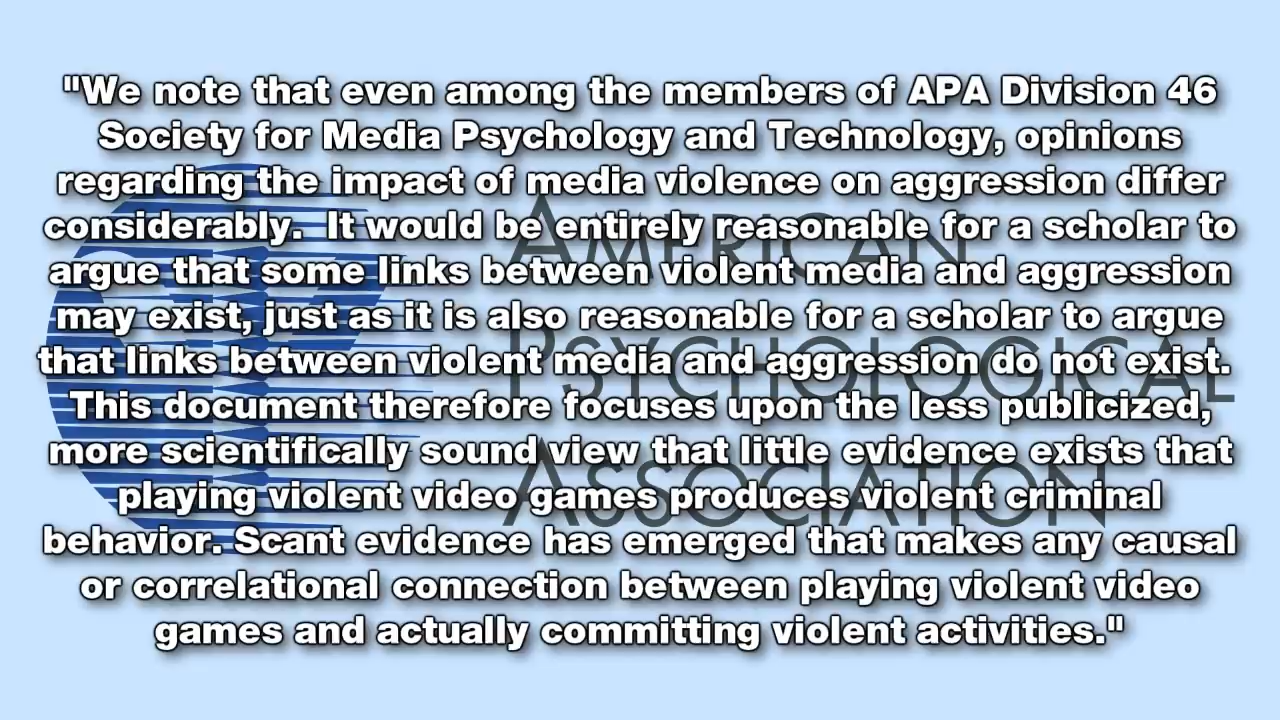 "We note that even among the members of APA Division 46
Society for Media Psychology and Technology, opinions
regarding the impact of media violence on aggression differ
considerably.  It would be entirely reasonable for a scholar to
argue that some links between violent media and aggression
may exist, just as it is also reasonable for a scholar to argue
that links between violent media and aggression do not exist.
This document therefore focuses upon the less publicized,
more scientifically sound view that little evidence exists that
playing violent video games produces violent criminal
behavior. Scant evidence has emerged that makes any causal
or correlational connection between playing violent video
games and actually committing violent activities."
AMERICAN
PSYCHOLOGICAL
ASSOCIATION